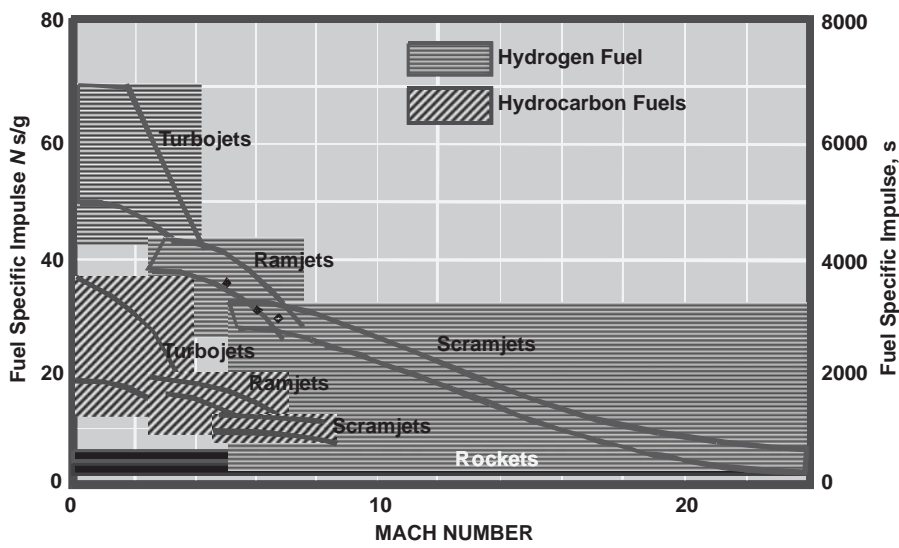 80
8000
Hydrogen Fuel
Hydrocarbon Fuels
60
6000
Turbojets
40
4000
Ramjets
Turbojets
Scramjets
20
2000
Ramjets
Scramjets
Rockets
0
0
0
10
20
MACH NUMBER
Fuel Specific Impulse N s/g
Fuel Specific Impulse, s